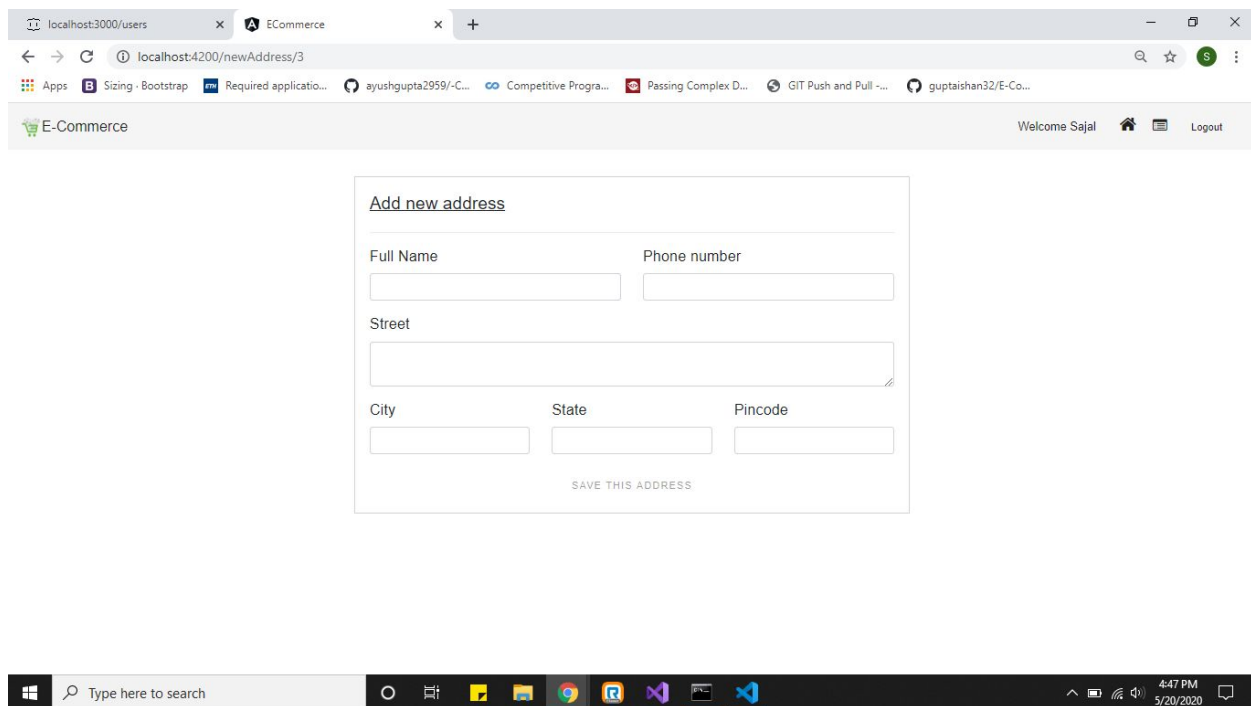 localhost:3000/users
ECommerce
localhost:4200/newAddress/3
S
Apps
B Sizing · Bootstrap
Required applicatio...
ayushgupta2959/-C...
Competitive Progra...
Passing Complex D...
GIT Push and Pull -...
guptaishan32/E-Co...
E-Commerce
Welcome Sajal
Logout
Add new address
Full Name
Phone number
Street
City
State
Pincode
SAVE THIS ADDRESS
Type here to search
4:47 PM
5/20/2020